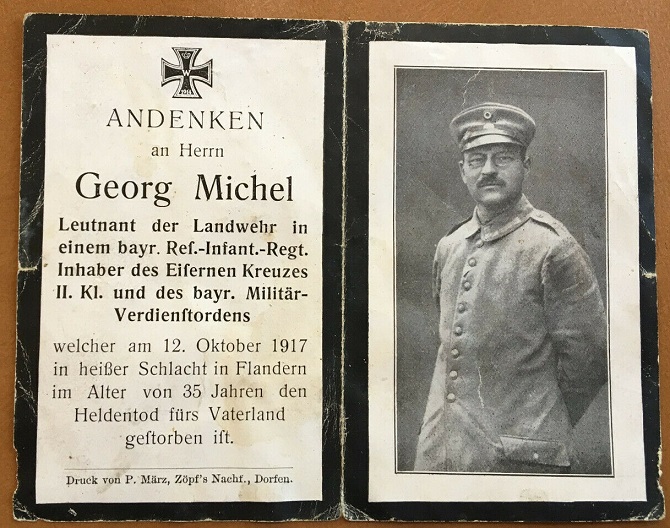 ANDENKEN
an Herrn
Georg Michel
Leutnant der Landwehr in
einem bayr. Reſ.-Infant.-Regt.
Inhaber des Eiſernen Kreuzes
II. Kl. und des bayr. Militär-
Verdienſtordens
welcher am 12. Oktober 1917
in heißer Schlacht in Flandern
im Alter von 35 Jahren den
Heldentod fürs Vaterland
geſtorben iſt.
Druck von P. März, Zöpf's Nachf., Dorfen.